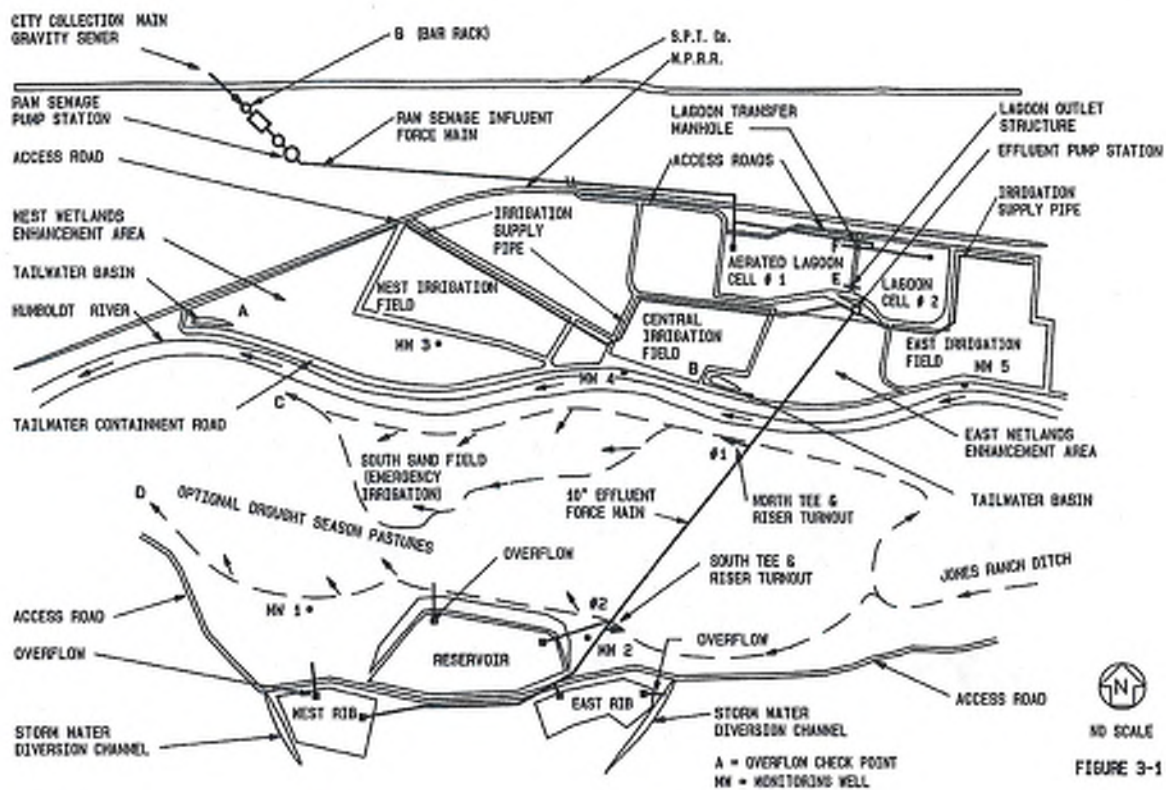 CITY COLLECTION MAIN
GRAVITY SEWER
G (BAR RACK)
S.P.T. Co.
N.P.R.R.
RAW SEWAGE
PUMP STATION
RAW SEWAGE INFLUENT
FORCE MAIN
LAGOON TRANSFER
MANHOLE
LAGOON OUTLET
STRUCTURE
EFFLUENT PUMP STATION
ACCESS ROAD
ACCESS ROADS
IRRIGATION
SUPPLY PIPE
WEST WETLANDS
ENHANCEMENT AREA
IRRIGATION
SUPPLY
PIPE
F
AERATED LAGOON
CELL # 1
E
LAGOON
CELL # 2
TAILWATER BASIN
WEST IRRIGATION
FIELD
HUMBOLDT RIVER
A
CENTRAL
IRRIGATION
FIELD
MW 3
EAST IRRIGATION
FIELD
MW 5
B
MW 4
C
TAILWATER CONTAINMENT ROAD
EAST WETLANDS
ENHANCEMENT AREA
SOUTH SAND FIELD
(EMERGENCY
IRRIGATION)
#1
D
OPTIONAL DROUGHT SEASON PASTURES
10" EFFLUENT
FORCE MAIN
NORTH TEE &
RISER TURNOUT
TAILWATER BASIN
OVERFLOW
SOUTH TEE &
RISER TURNOUT
JONES RANCH DITCH
MW 1
#2
ACCESS ROAD
MW 2
OVERFLOW
OVERFLOW
RESERVOIR
WEST RIB
EAST RIB
ACCESS ROAD
STORM WATER
DIVERSION CHANNEL
STORM WATER
DIVERSION CHANNEL
N
NO SCALE
A = OVERFLOW CHECK POINT
MW = MONITORING WELL
FIGURE 3-1